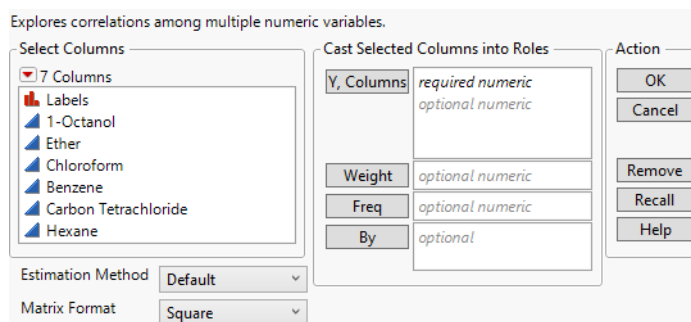 Explores correlations among multiple numeric variables.
Select Columns
7 Columns
Labels
1-Octanol
Ether
Chloroform
Benzene
Carbon Tetrachloride
Hexane
Estimation Method Default
Matrix Format Square
Cast Selected Columns into Roles
Y, Columns required numeric
optional numeric
Weight optional numeric
Freq optional numeric
By optional
Action
OK
Cancel
Remove
Recall
Help